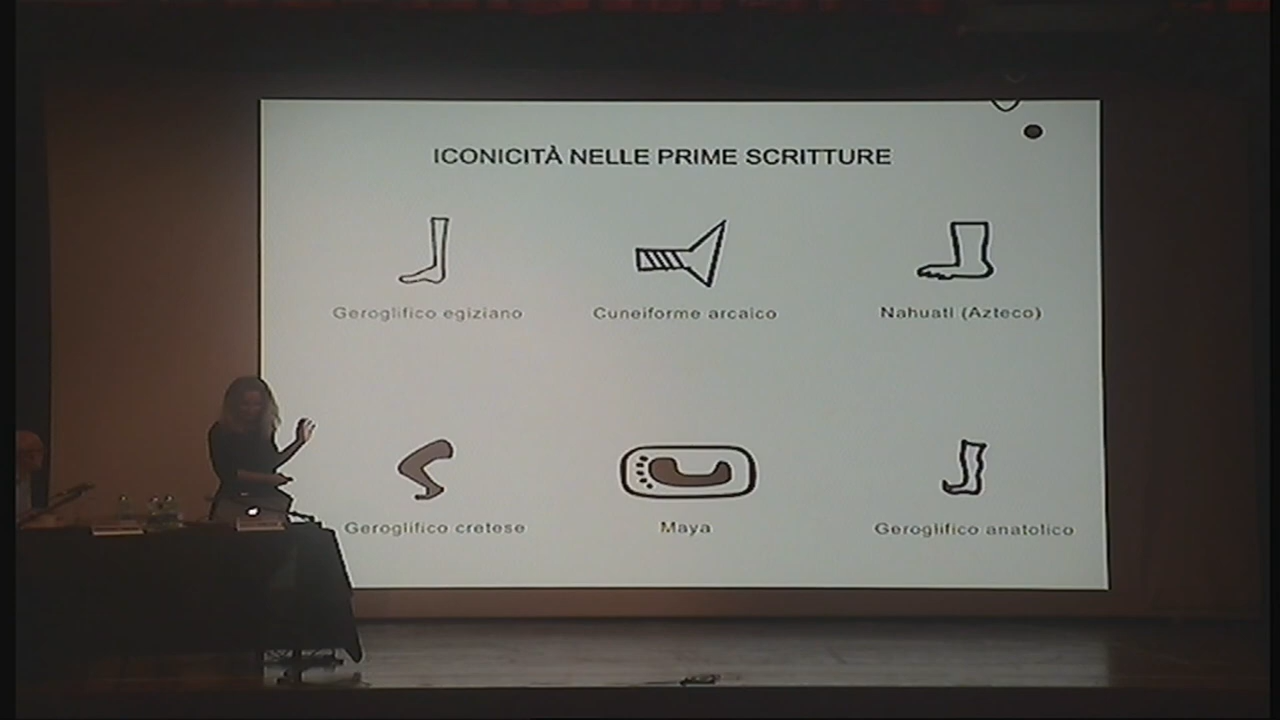 ICONICITÀ NELLE PRIME SCRITTURE
Geroglifico egiziano
Cuneiforme arcaico
Nahuatl (Azteco)
Geroglifico cretese
Maya
Geroglifico anatolico